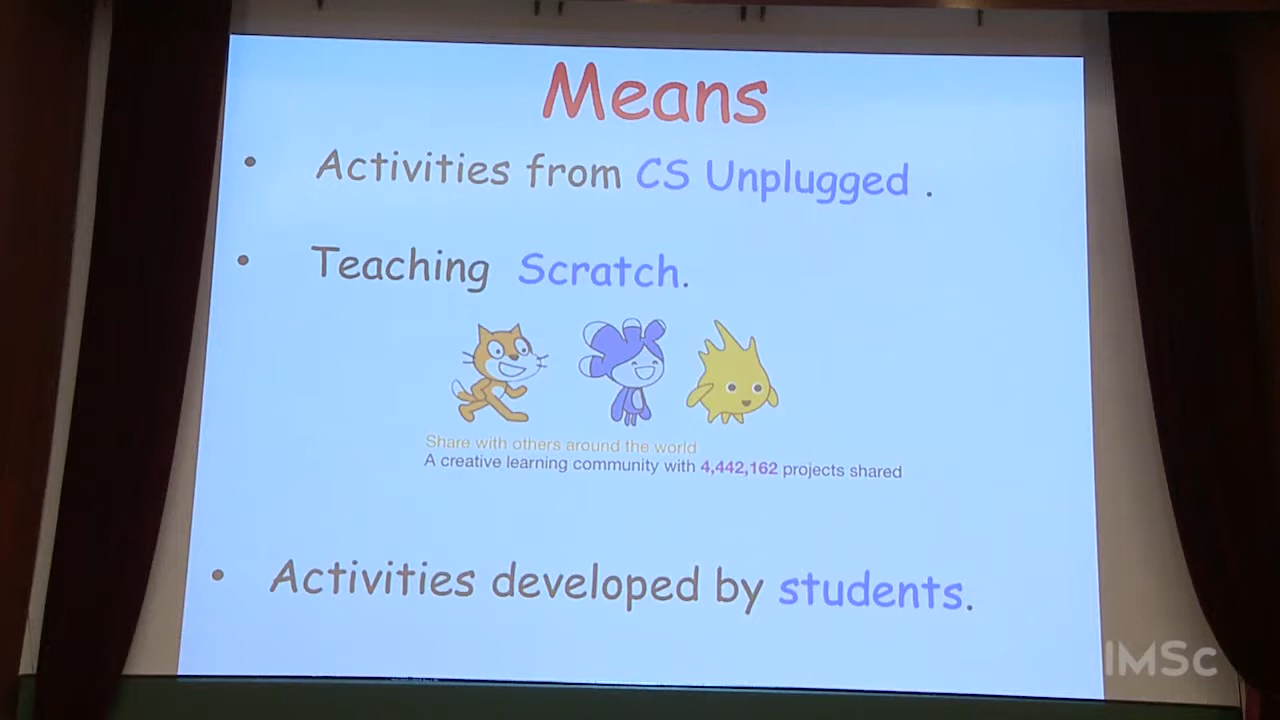 Means
• Activities from CS Unplugged .
• Teaching Scratch.
Share with others around the world
A creative learning community with 4,442,162 projects shared
• Activities developed by students.
IMSc